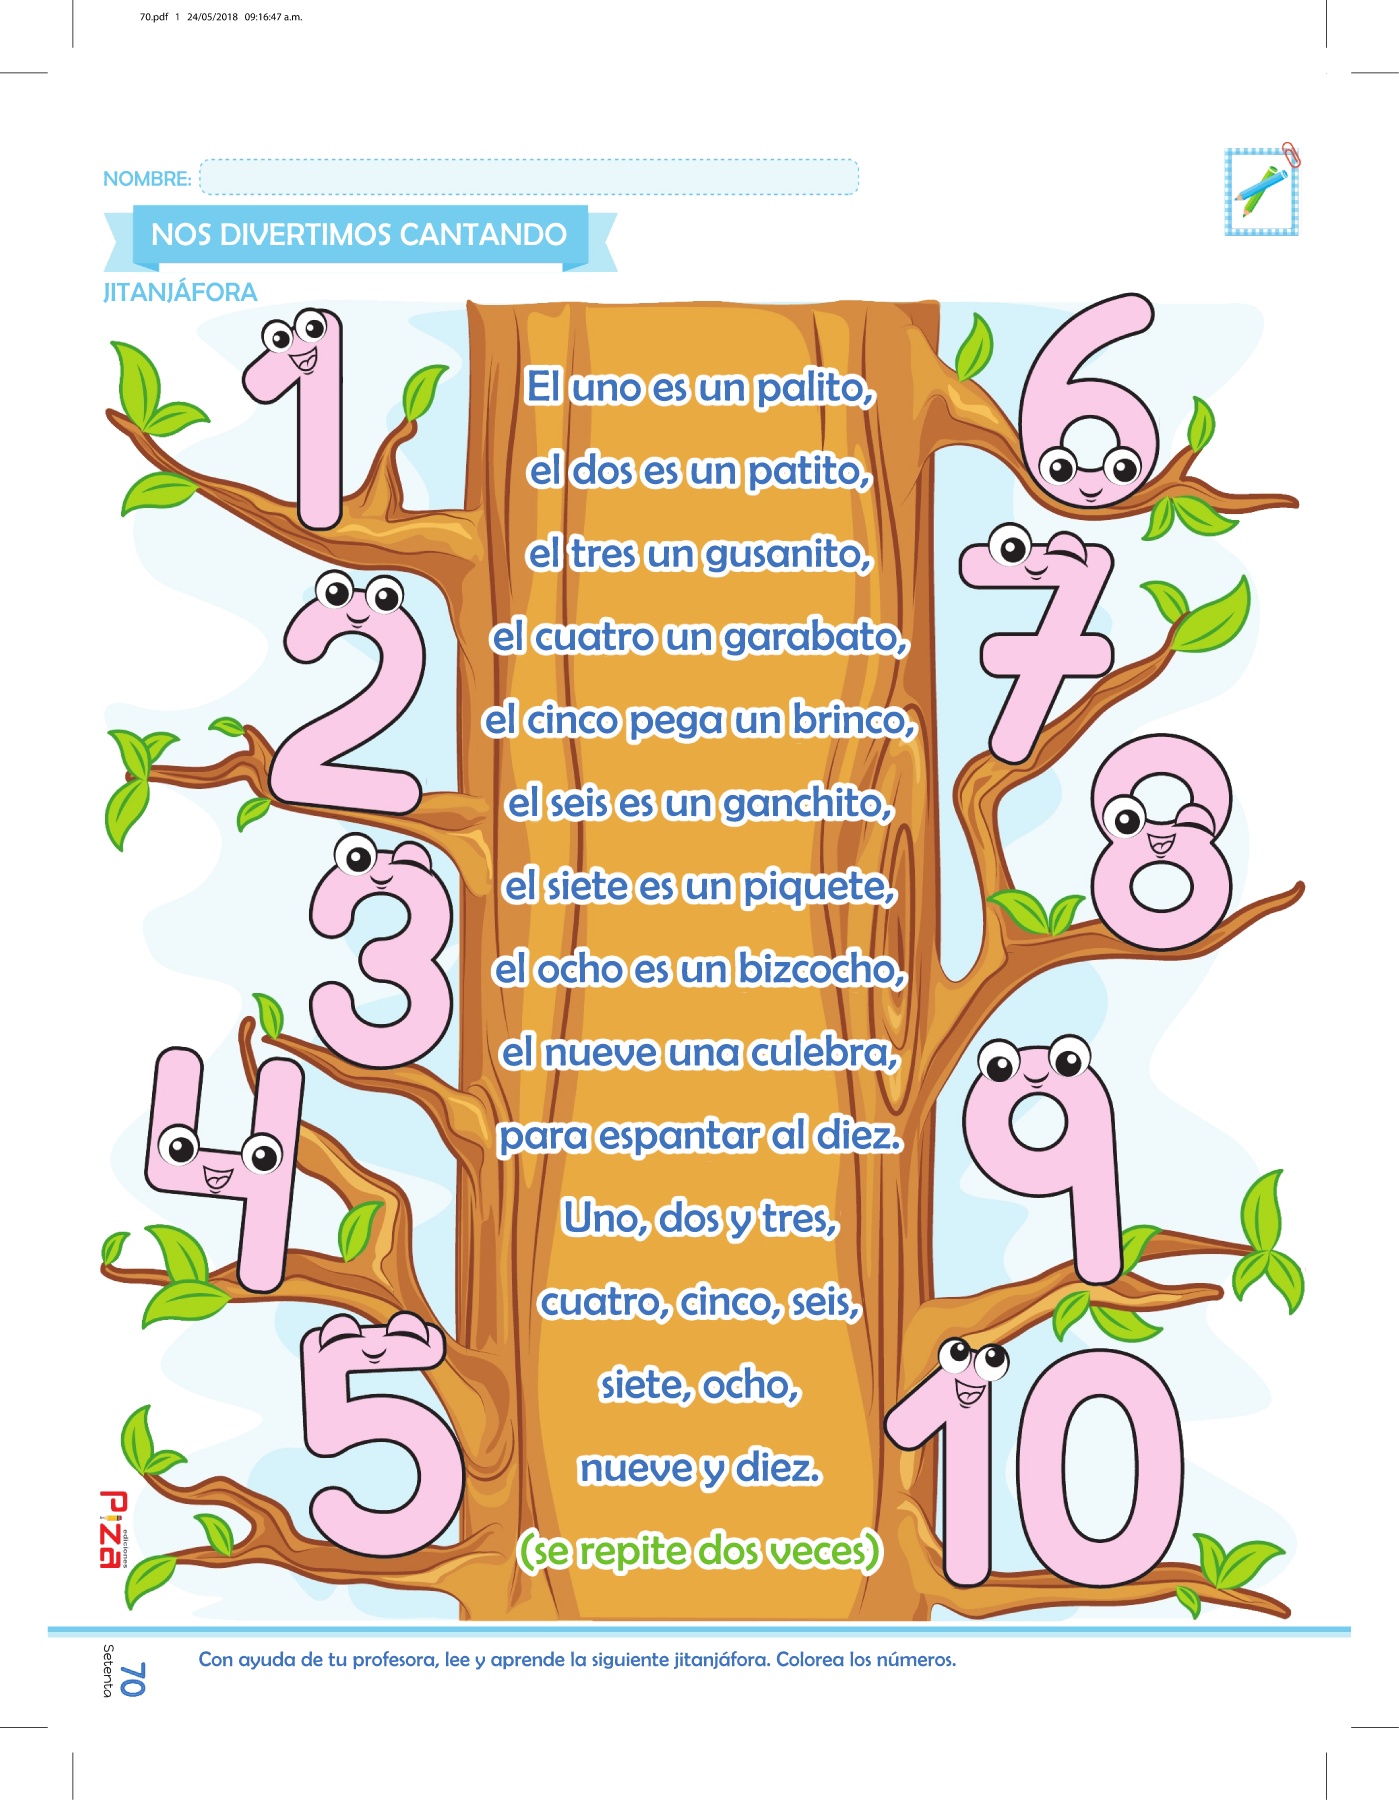 70.pdf 1 24/05/2018 09:16:47 a.m.
NOMBRE:
NOS DIVERTIMOS CANTANDO
JITANJÁFORA
El uno es un palito,
el dos es un patito,
el tres un gusanito,
el cuatro un garabato,
el cinco pega un brinco,
el seis es un ganchito,
el siete es un piquete,
el ocho es un bizcocho,
el nueve una culebra,
para espantar al diez.
Uno, dos y tres,
cuatro, cinco, seis,
siete, ocho,
nueve y diez.
(se repite dos veces)
1
2
3
4
5
6
7
8
9
10
ediciones
Piza
70
Setenta
Con ayuda de tu profesora, lee y aprende la siguiente jitanjáfora. Colorea los números.